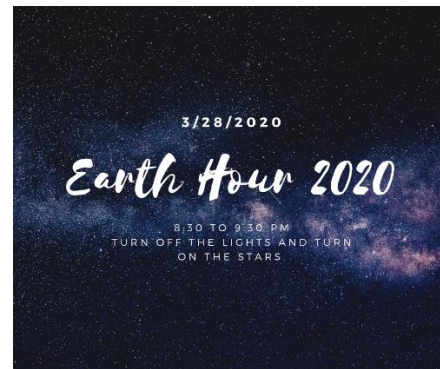 3/28/2020
Earth Hour 2020
8:30 TO 9:30 PM
TURN OFF THE LIGHTS AND TURN
ON THE STARS.